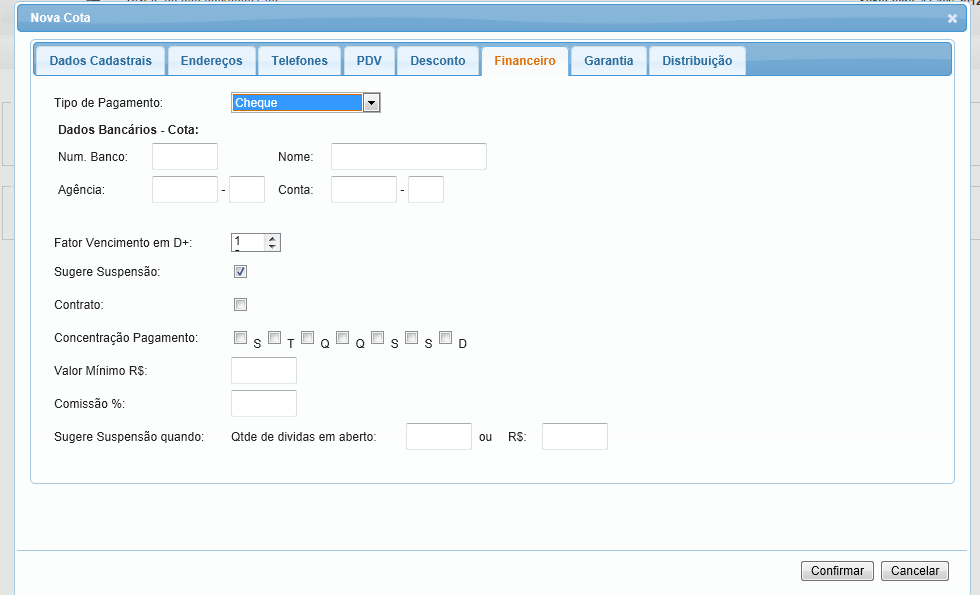 Nova Cota
Dados Cadastrais Endereços Telefones PDV Desconto Financeiro Garantia Distribuição
Tipo de Pagamento: Cheque
Dados Bancários - Cota:
Num. Banco: Nome:
Agência: - Conta: -
Fator Vencimento em D+: 1
Sugere Suspensão:
Contrato:
Concentração Pagamento: S T Q Q S S D
Valor Mínimo R$:
Comissão %:
Sugere Suspensão quando: Qtde de dividas em aberto: ou R$:
Confirmar Cancelar